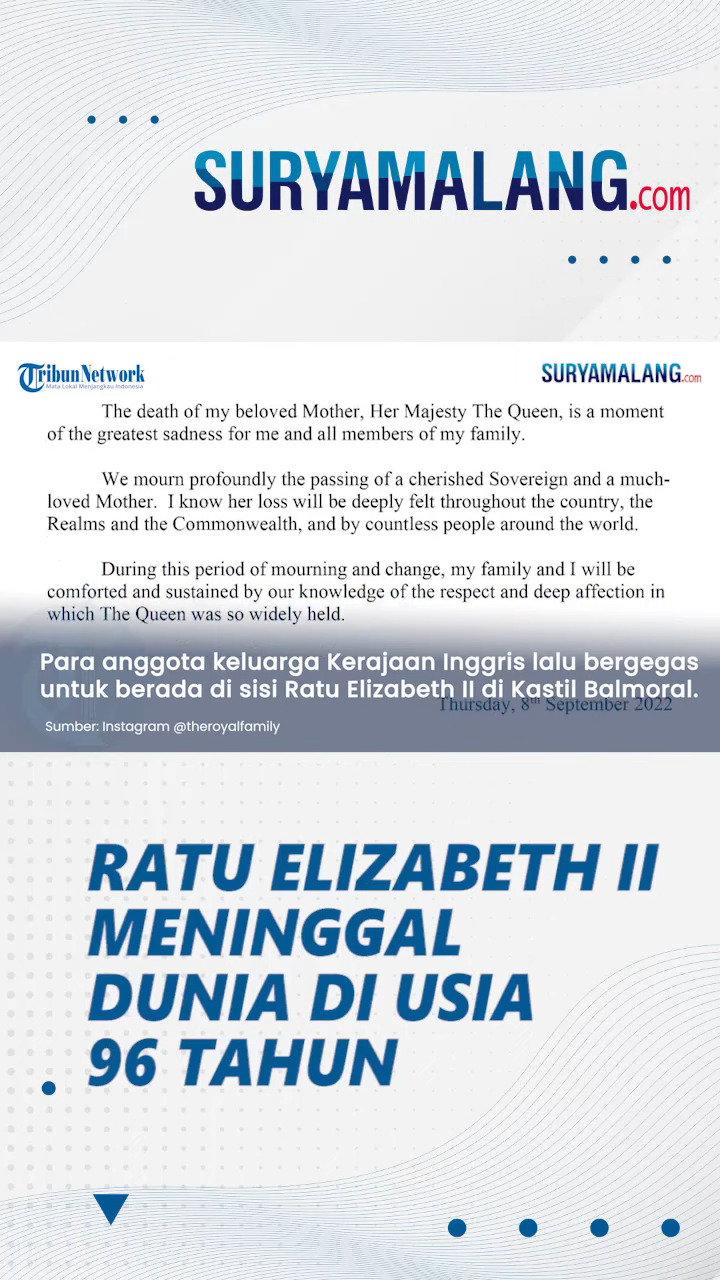 SURYAMALANG.com
TribunNetwork
Mata Lokal Menjangkau Indonesia
SURYAMALANG.com
The death of my beloved Mother, Her Majesty The Queen, is a moment
of the greatest sadness for me and all members of my family.
We mourn profoundly the passing of a cherished Sovereign and a much-
loved Mother. I know her loss will be deeply felt throughout the country, the
Realms and the Commonwealth, and by countless people around the world.
During this period of mourning and change, my family and I will be
comforted and sustained by our knowledge of the respect and deep affection in
which The Queen was so widely held.
Para anggota keluarga Kerajaan Inggris lalu bergegas
untuk berada di sisi Ratu Elizabeth II di Kastil Balmoral.
Thursday, 8th September 2022
Sumber: Instagram @theroyalfamily
RATU ELIZABETH II
MENINGGAL
DUNIA DI USIA
96 TAHUN